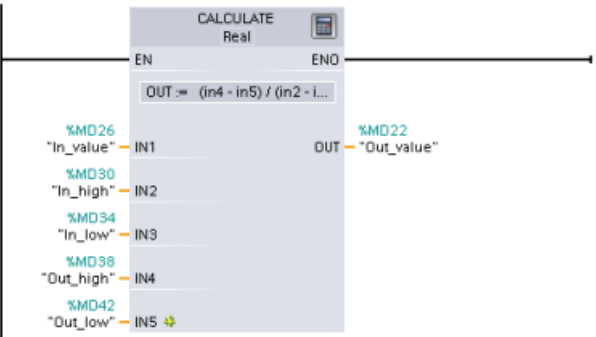 CALCULATE
Real
EN ENO
OUT := (in4 - in5) / (in2 - i...
%MD26
"In_value" IN1
%MD22
OUT "Out_value"
%MD30
"In_high" IN2
%MD34
"In_low" IN3
%MD38
"Out_high" IN4
%MD42
"Out_low" IN5